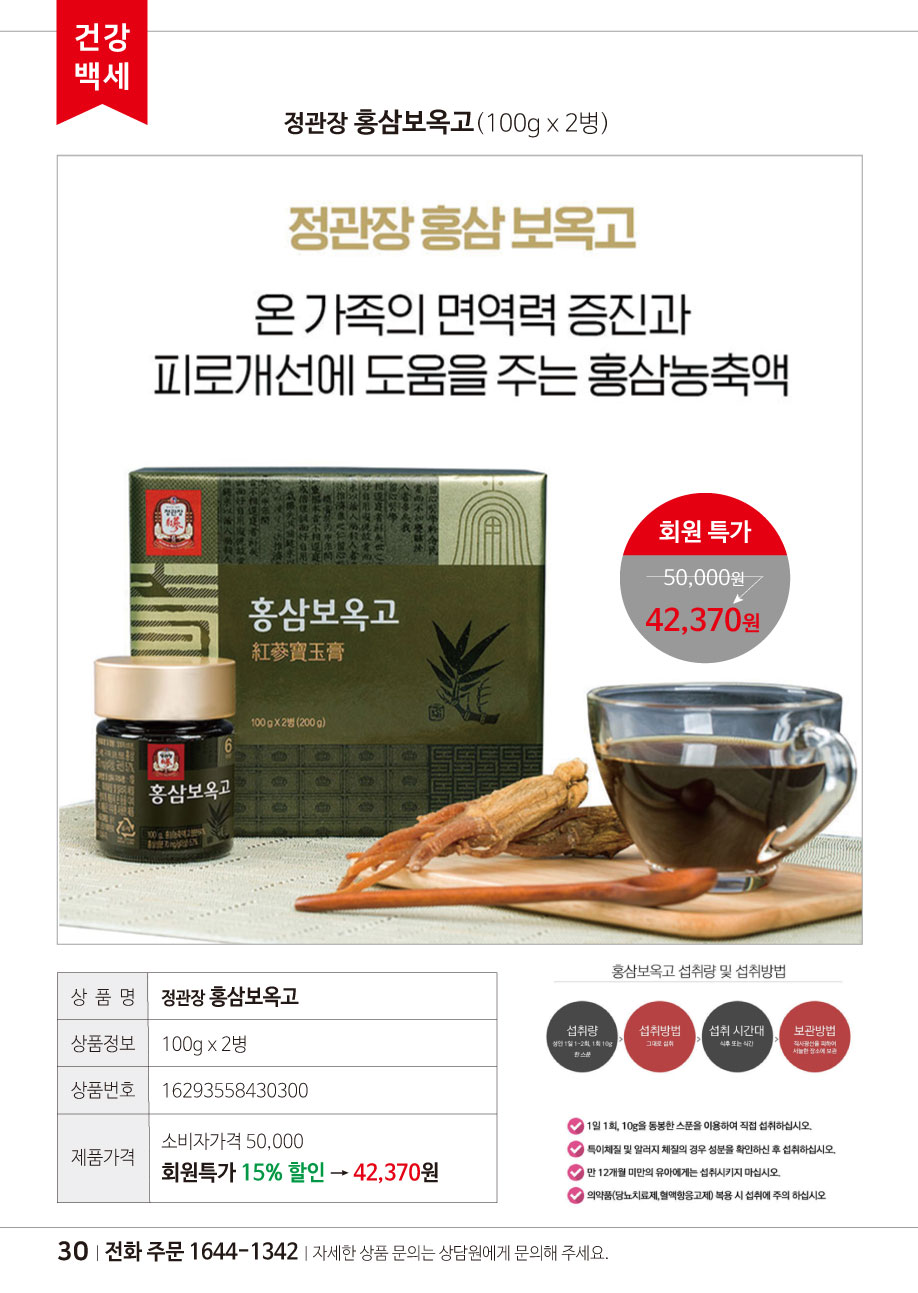 건강
백세
정관장 홍삼보옥고 (100g x 2병)
정관장 홍삼 보옥고
온 가족의 면역력 증진과
피로개선에 도움을 주는 홍삼농축액
정관장
홍삼보옥고
紅蔘寶玉膏
100 g X 2병 (200 g)
회원 특가
50,000원
42,370원
6
정관장
홍삼보옥고
상 품 명
정관장 홍삼보옥고
상품정보
100g x 2병
상품번호
16293558430300
제품가격
소비자가격 50,000
회원특가 15% 할인 → 42,370원
홍삼보옥고 섭취량 및 섭취방법
섭취량
성인 1일 1~2회, 1회 10g
한 스푼
섭취방법
그대로 섭취
섭취 시간대
식후 또는 식간
보관방법
직사광선을 피하여
서늘한 장소에 보관
1일 1회, 10g을 동봉한 스푼을 이용하여 직접 섭취하십시오.
특이체질 및 알러지 체질의 경우 성분을 확인하신 후 섭취하십시오.
만 12개월 미만의 유아에게는 섭취시키지 마십시오.
의약품(당뇨치료제,혈액항응고제) 복용 시 섭취에 주의 하십시오
30 | 전화 주문 1644-1342 | 자세한 상품 문의는 상담원에게 문의해 주세요.